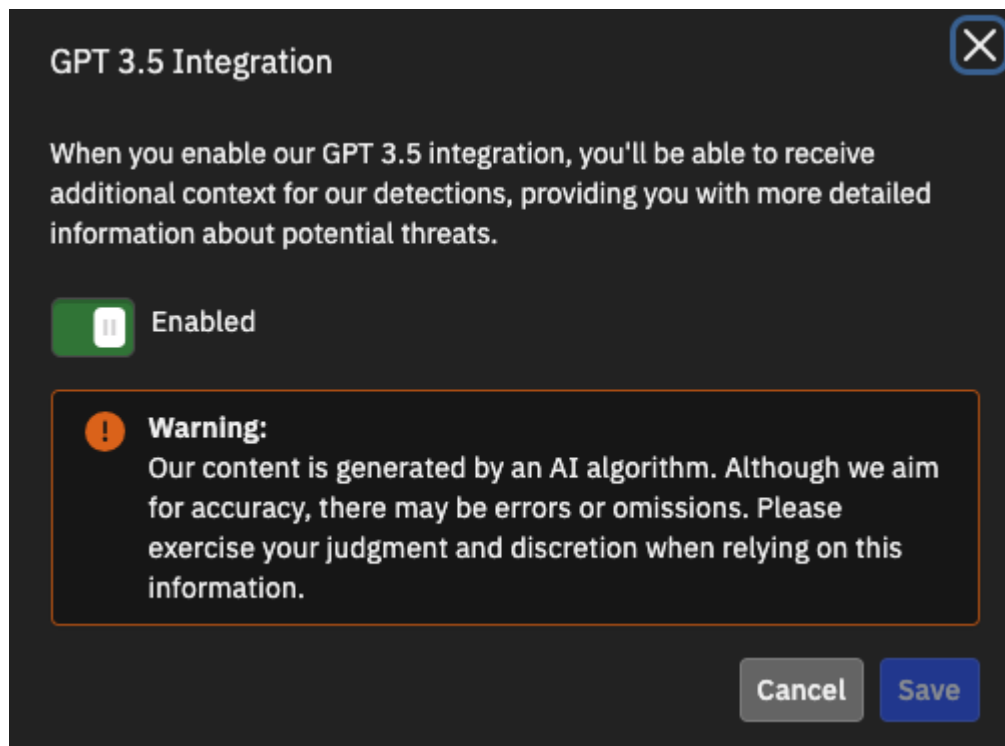 GPT 3.5 Integration
When you enable our GPT 3.5 integration, you'll be able to receive
additional context for our detections, providing you with more detailed
information about potential threats.
Enabled
Warning:
Our content is generated by an AI algorithm. Although we aim
for accuracy, there may be errors or omissions. Please
exercise your judgment and discretion when relying on this
information.
Cancel Save